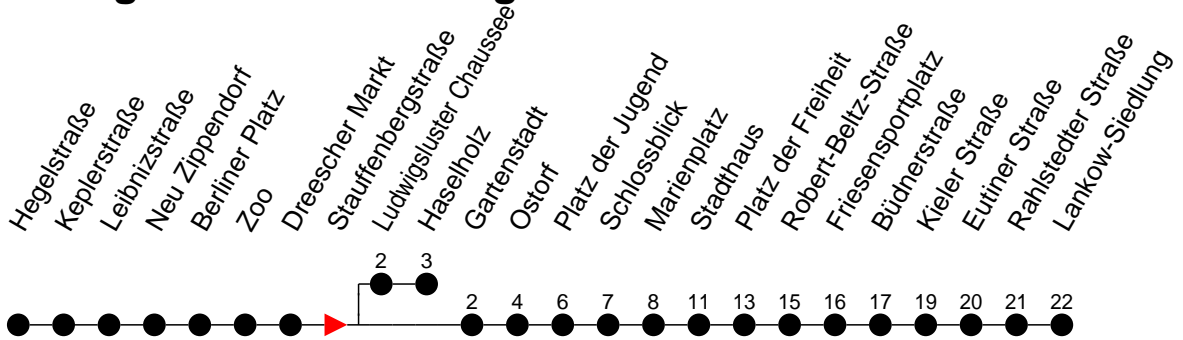 Hegelstraße
Keplerstraße
Leibnizstraße
Neu Zippendorf
Berliner Platz
Zoo
Dreescher Markt
Stauffenbergstraße
Ludwigsluster Chaussee
Haselholz
Gartenstadt
Ostorf
Platz der Jugend
Schlossblick
Marienplatz
Stadthaus
Platz der Freiheit
Robert-Beltz-Straße
Friesensportplatz
Büdnerstraße
Kieler Straße
Eutiner Straße
Rahlstedter Straße
Lankow-Siedlung
2 3
2 4 6 7 8 11 13 15 16 17 19 20 21 22